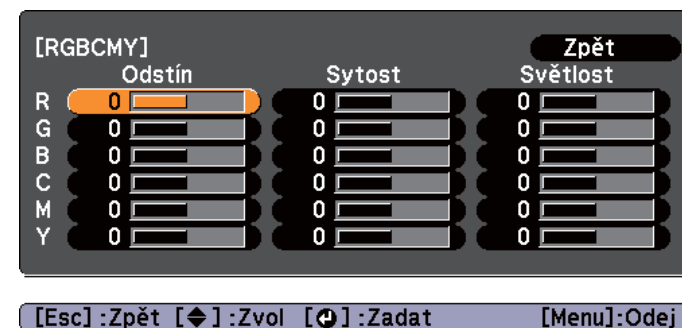 [RGBCMY] Zpět
Odstín Sytost Světlost
R 0 0 0
G 0 0 0
B 0 0 0
C 0 0 0
M 0 0 0
Y 0 0 0
[Esc] :Zpět [◆] :Zvol [↵] :Zadat [Menu]:Odej